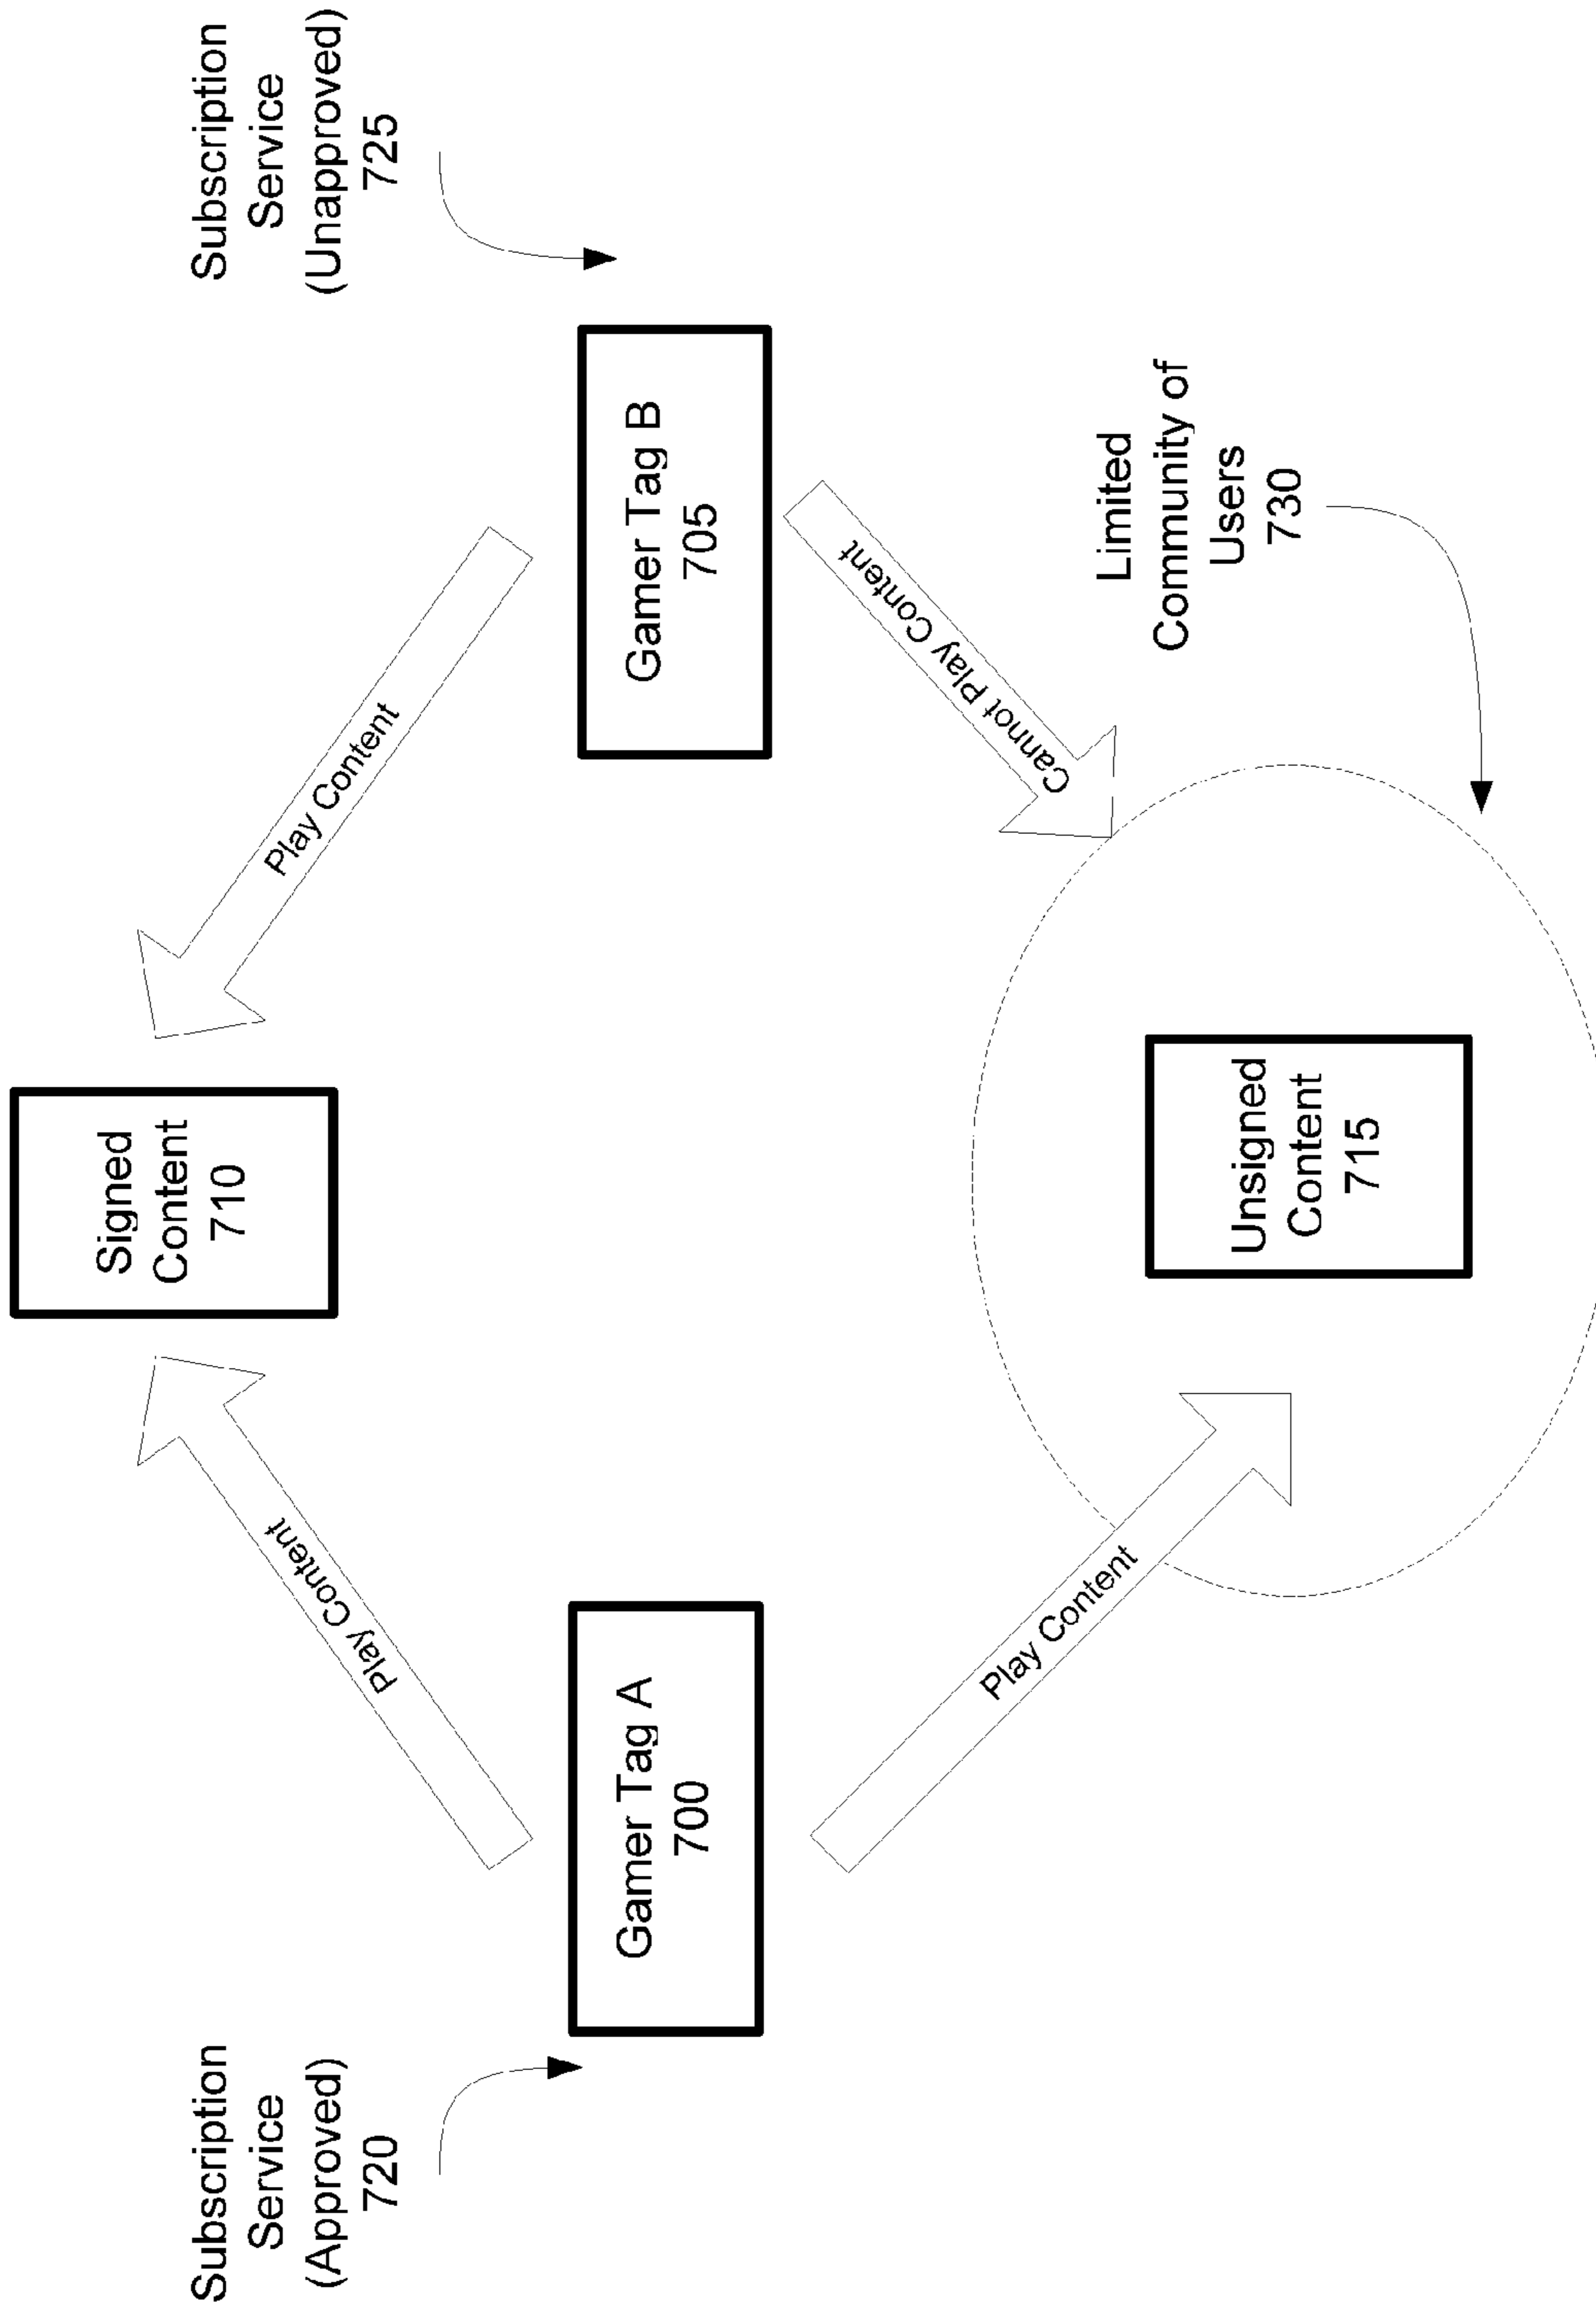 Signed
Content
710
Play Content
Play Content
Subscription
Service
(Approved)
720
Subscription
Service
(Unapproved)
725
Gamer Tag A
700
Gamer Tag B
705
Play Content
Cannot Play Content
Limited
Community of
Users
730
Unsigned
Content
715